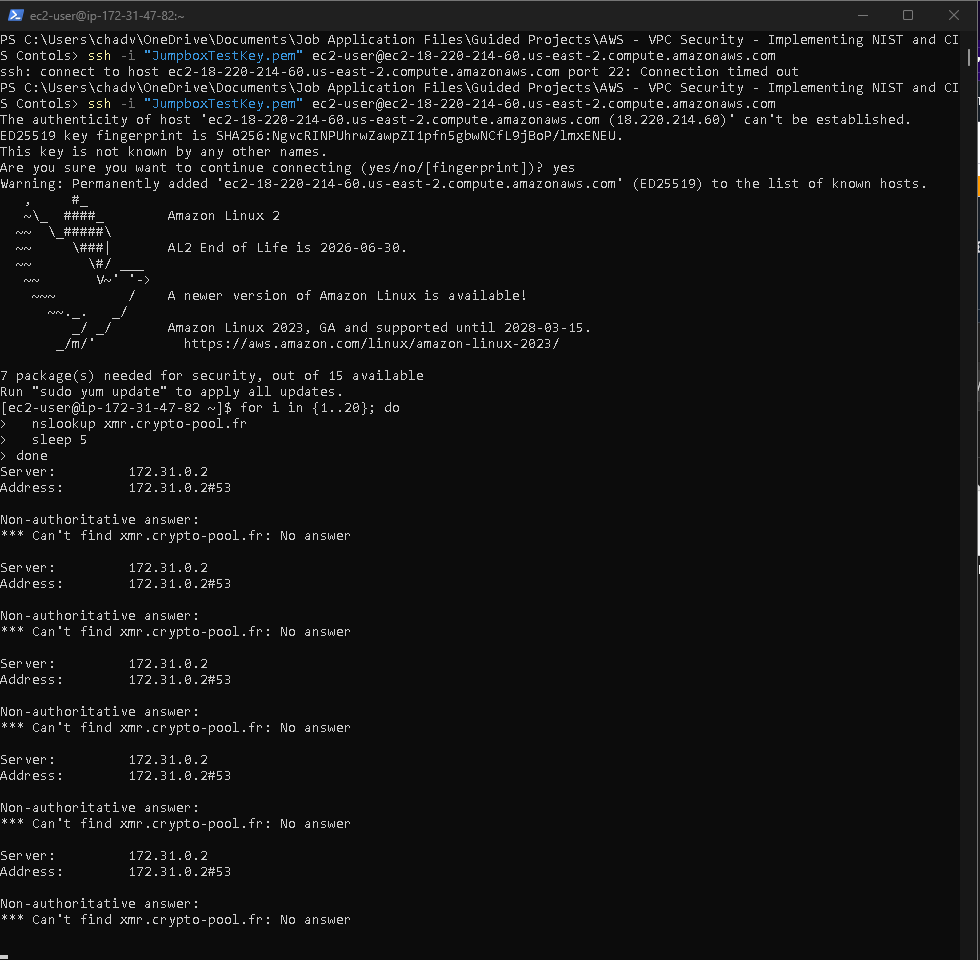 ec2-user@ip-172-31-47-82:~
PS C:\Users\chadv\OneDrive\Documents\Job Application Files\Guided Projects\AWS - VPC Security - Implementing NIST and CI
S Contols> ssh -i "JumpboxTestKey.pem" ec2-user@ec2-18-220-214-60.us-east-2.compute.amazonaws.com
ssh: connect to host ec2-18-220-214-60.us-east-2.compute.amazonaws.com port 22: Connection timed out
PS C:\Users\chadv\OneDrive\Documents\Job Application Files\Guided Projects\AWS - VPC Security - Implementing NIST and CI
S Contols> ssh -i "JumpboxTestKey.pem" ec2-user@ec2-18-220-214-60.us-east-2.compute.amazonaws.com
The authenticity of host 'ec2-18-220-214-60.us-east-2.compute.amazonaws.com (18.220.214.60)' can't be established.
ED25519 key fingerprint is SHA256:NgvcRINPUhrwZawpZI1pfn5gbwNCfL9jBoP/lmxENEU.
This key is not known by any other names.
Are you sure you want to continue connecting (yes/no/[fingerprint])? yes
Warning: Permanently added 'ec2-18-220-214-60.us-east-2.compute.amazonaws.com' (ED25519) to the list of known hosts.
   ,     #_
   ~\_  ####_        Amazon Linux 2
  ~~  \_#####\
  ~~     \###|       AL2 End of Life is 2026-06-30.
  ~~       \#/ ___
   ~~       V~' '->
    ~~~         /    A newer version of Amazon Linux is available!
      ~~._.   _/
         _/ _/       Amazon Linux 2023, GA and supported until 2028-03-15.
       _/m/'           https://aws.amazon.com/linux/amazon-linux-2023/
7 package(s) needed for security, out of 15 available
Run "sudo yum update" to apply all updates.
[ec2-user@ip-172-31-47-82 ~]$ for i in {1..20}; do
>   nslookup xmr.crypto-pool.fr
>   sleep 5
> done
Server:         172.31.0.2
Address:        172.31.0.2#53
Non-authoritative answer:
*** Can't find xmr.crypto-pool.fr: No answer
Server:         172.31.0.2
Address:        172.31.0.2#53
Non-authoritative answer:
*** Can't find xmr.crypto-pool.fr: No answer
Server:         172.31.0.2
Address:        172.31.0.2#53
Non-authoritative answer:
*** Can't find xmr.crypto-pool.fr: No answer
Server:         172.31.0.2
Address:        172.31.0.2#53
Non-authoritative answer:
*** Can't find xmr.crypto-pool.fr: No answer
Server:         172.31.0.2
Address:        172.31.0.2#53
Non-authoritative answer:
*** Can't find xmr.crypto-pool.fr: No answer